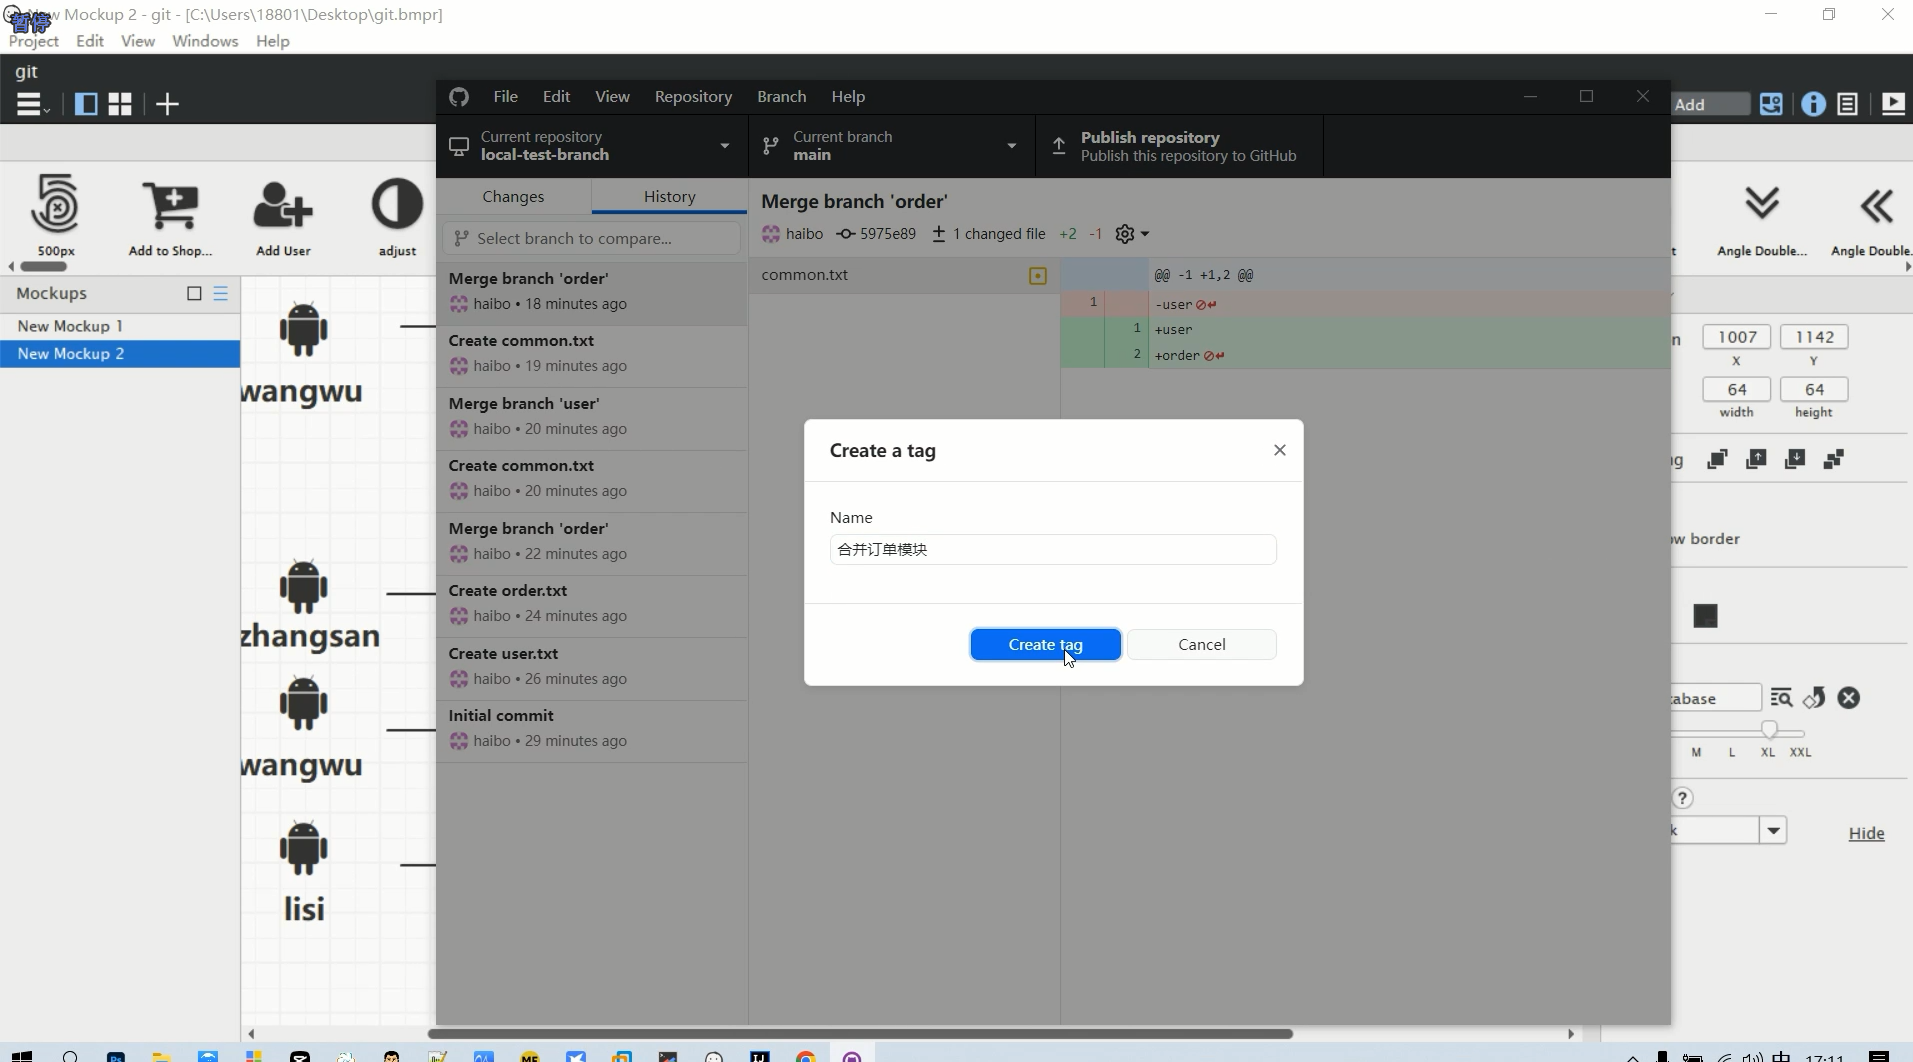 New Mockup 2 - git - [C:\Users\18801\Desktop\git.bmpr]
暂停
Project Edit View Windows Help
git
File Edit View Repository Branch Help
Add
Current repository
local-test-branch
Current branch
main
Publish repository
Publish this repository to GitHub
500px
Add to Shop...
Add User
adjust
Angle Double...
Angle Double.
Changes
History
Select branch to compare...
Merge branch 'order'
haibo 5975e89 1 changed file +2 -1
common.txt
@@ -1 +1,2 @@
1 -user
1 +user
2 +order
Mockups
New Mockup 1
New Mockup 2
wangwu
zhangsan
wangwu
lisi
Merge branch 'order'
haibo • 18 minutes ago
Create common.txt
haibo • 19 minutes ago
Merge branch 'user'
haibo • 20 minutes ago
Create common.txt
haibo • 20 minutes ago
Merge branch 'order'
haibo • 22 minutes ago
Create order.txt
haibo • 24 minutes ago
Create user.txt
haibo • 26 minutes ago
Initial commit
haibo • 29 minutes ago
Create a tag
Name
合并订单模块
Create tag
Cancel
1007 1142
X Y
64 64
width height
border
M L XL XXL
?
Hide
中 17:11